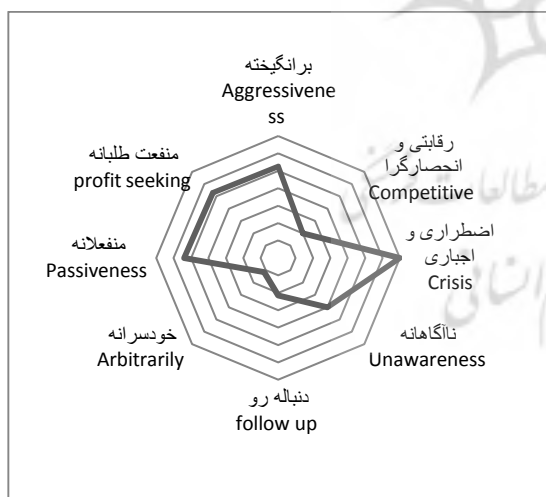 برانگیخته
Aggressivene
ss
رقابتی و
انحصارگرا
Competitive
اضطراری و
اجباری
Crisis
ناآگاهانه
Unawareness
دنباله رو
follow up
خودسرانه
Arbitrarily
منفعلانه
Passiveness
منفعت طلبانه
profit seeking